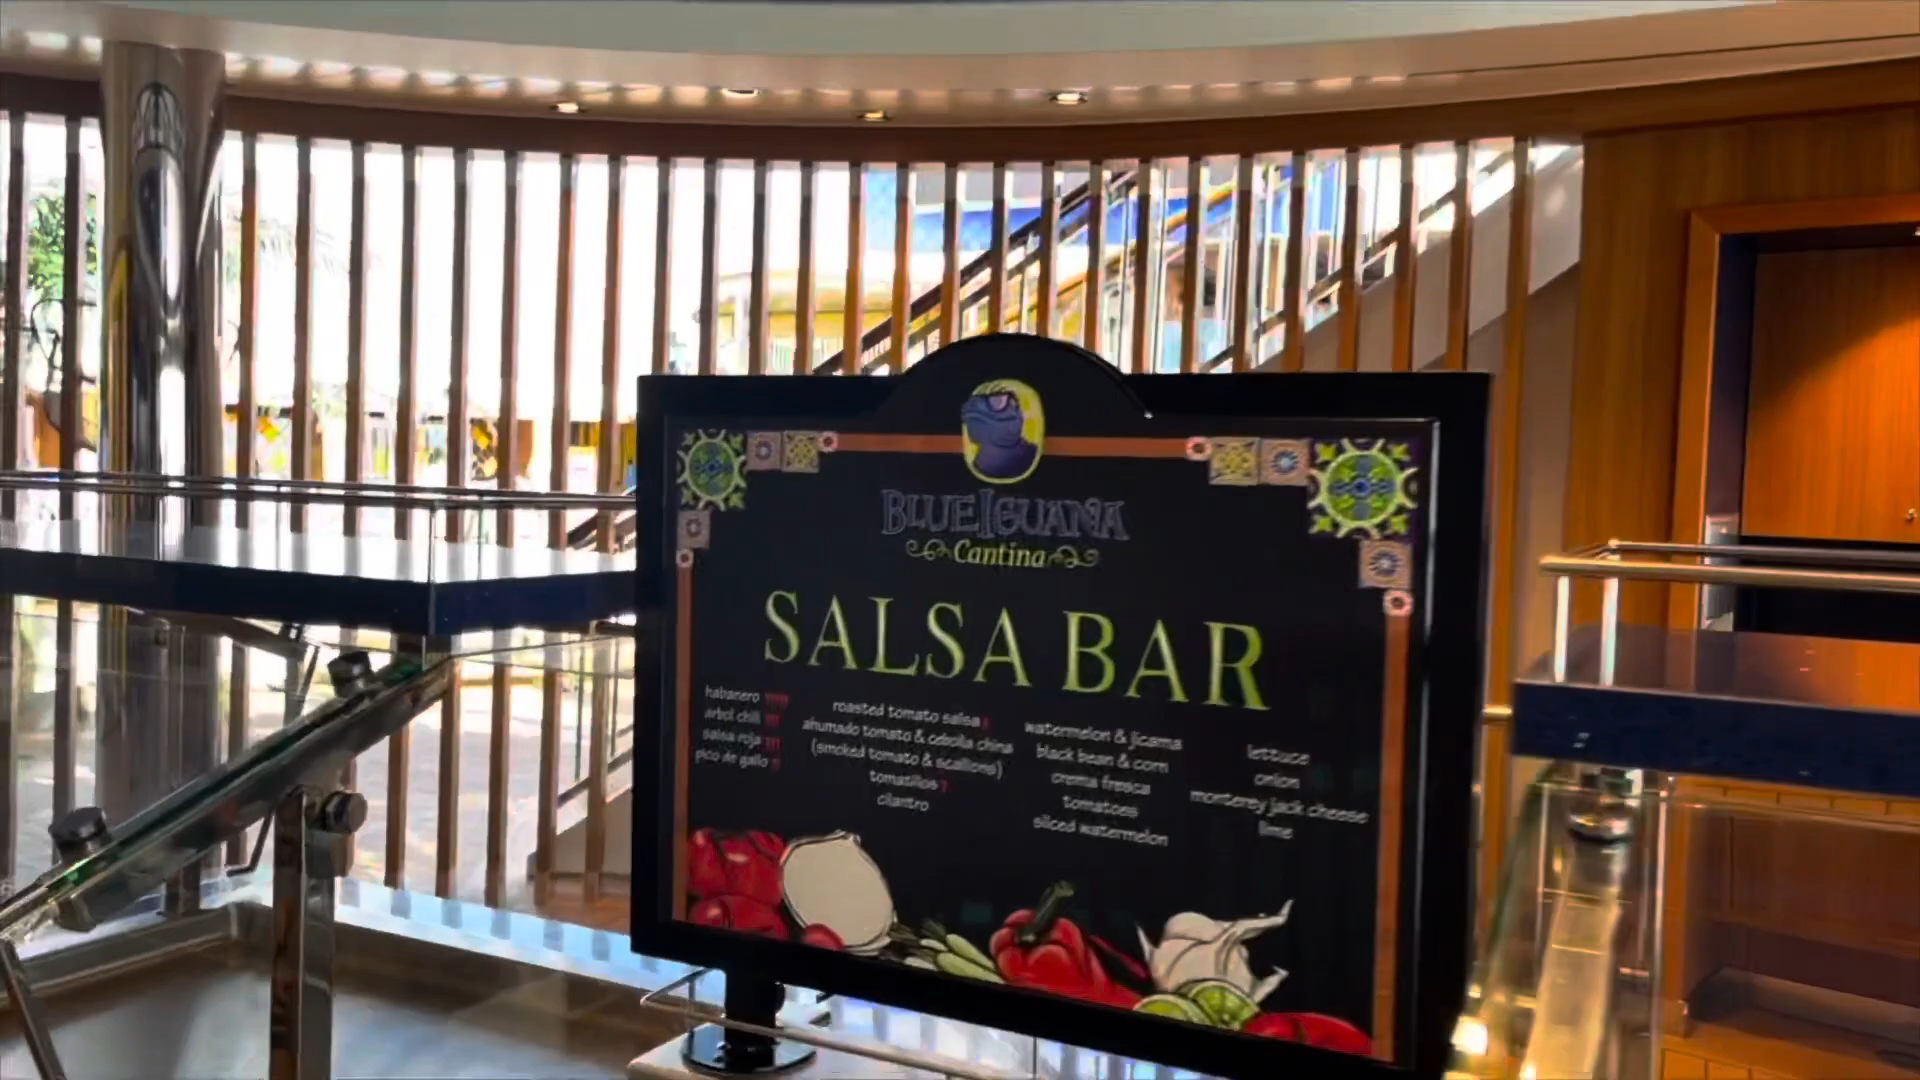 BLUE IGUANA
Cantina
SALSA BAR
habanero
arbol chili
salsa roja
pico de gallo
roasted tomato salsa
ahumado tomato & cebolla china
(smoked tomato & scallions)
tomatillos
cilantro
watermelon & jicama
black bean & corn
crema fresca
tomatoes
sliced watermelon
lettuce
onion
monterey jack cheese
lime